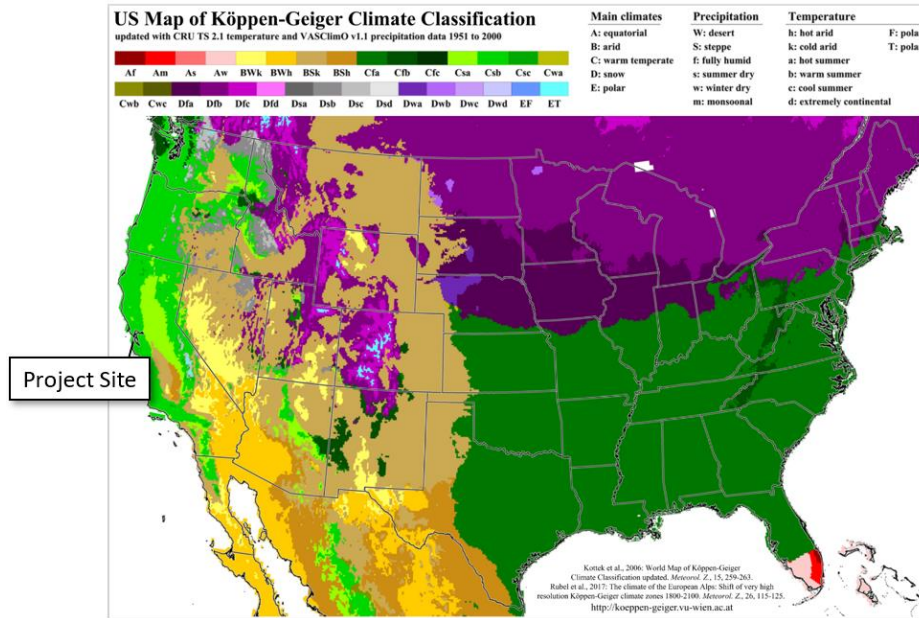 US Map of Köppen-Geiger Climate Classification
updated with CRU TS 2.1 temperature and VASClimO v1.1 precipitation data 1951 to 2000
Af Am As Aw BWk BWh BSk BSh Cfa Cfb Cfc Csa Csb Csc Cwa
Cwb Cwc Dfa Dfb Dfc Dfd Dsa Dsb Dsc Dsd Dwa Dwb Dwc Dwd EF ET
Main climates
A: equatorial
B: arid
C: warm temperate
D: snow
E: polar
Precipitation
W: desert
S: steppe
f: fully humid
s: summer dry
w: winter dry
m: monsoonal
Temperature
h: hot arid
k: cold arid
a: hot summer
b: warm summer
c: cool summer
d: extremely continental
F: pola
T: pola
Project Site
Kottek et al., 2006: World Map of Köppen-Geiger
Climate Classification updated. Meteorol. Z., 15, 259-263.
Rubel et al., 2017: The climate of the European Alps: Shift of very high
resolution Köppen-Geiger climate zones 1800-2100. Meteorol. Z., 26, 115-125.
http://koeppen-geiger.vu-wien.ac.at